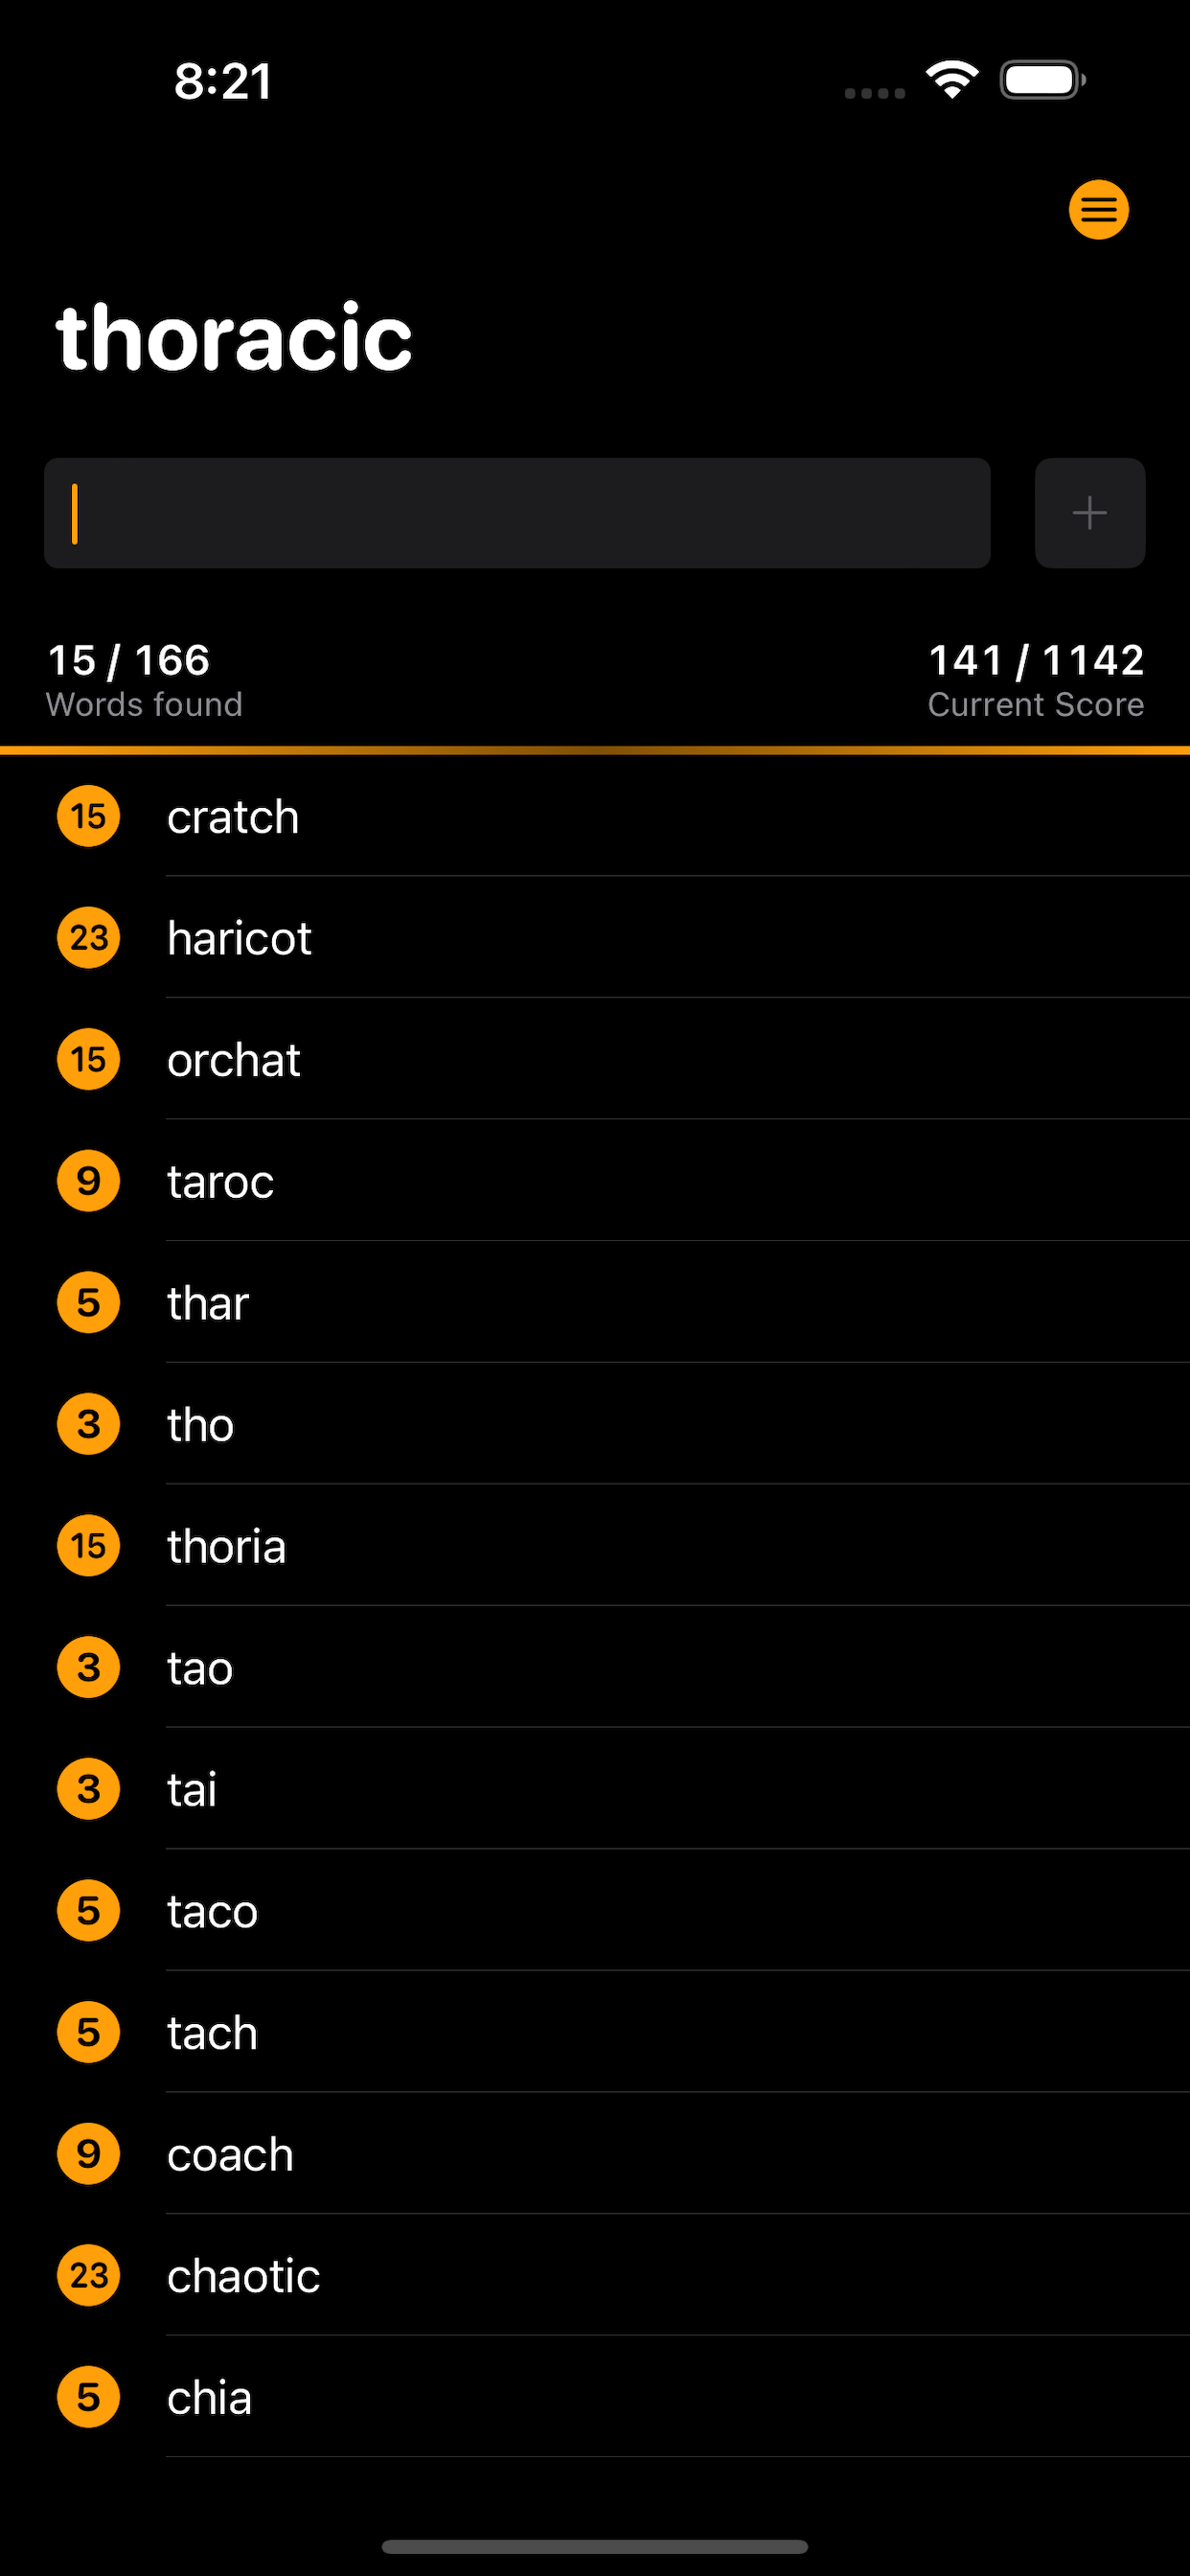 8:21
thoracic
15 / 166
Words found
141 / 1142
Current Score
15 cratch
23 haricot
15 orchat
9 taroc
5 thar
3 tho
15 thoria
3 tao
3 tai
5 taco
5 tach
9 coach
23 chaotic
5 chia